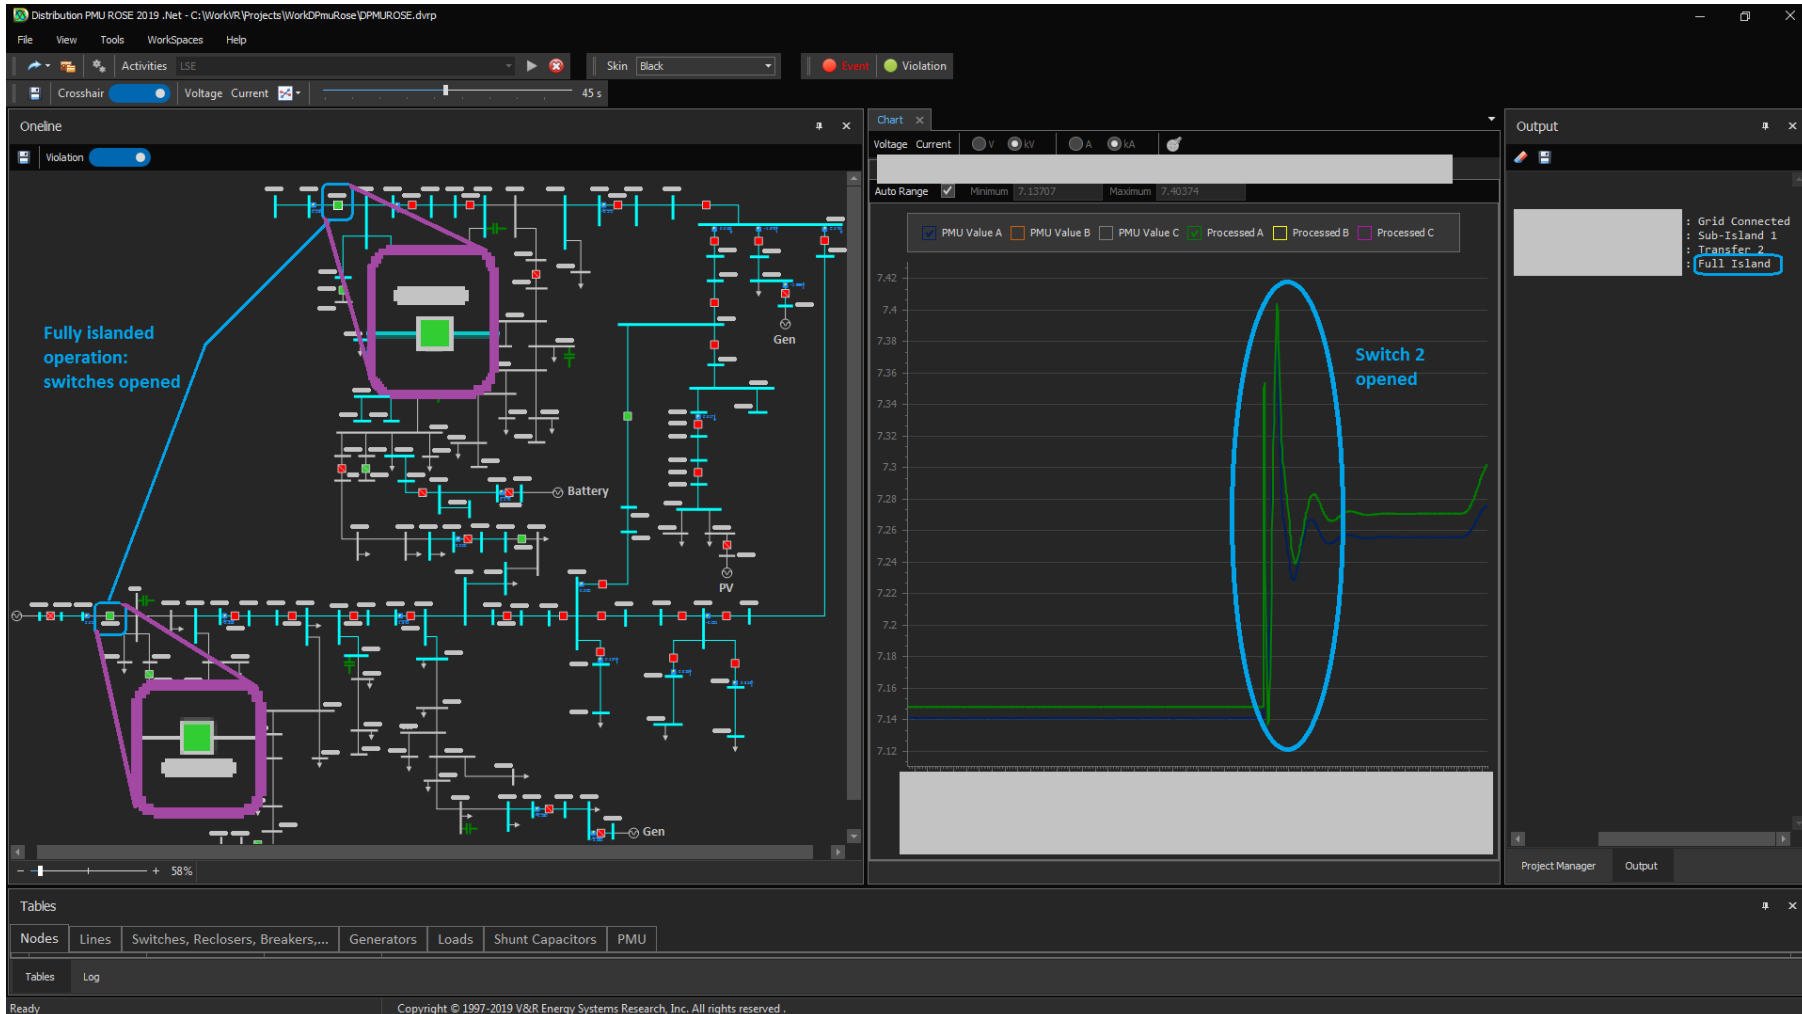 Distribution PMU ROSE 2019 .Net - C:\WorkVR\Projects\WorkDPmuRose\DPMUROSE.dvrp
File View Tools WorkSpaces Help
Activities LSE Skin Black Event Violation
Crosshair Voltage Current 45 s
Oneline
Violation
Fully islanded
operation:
switches opened
Gen
Battery
PV
Gen
58%
Chart
Voltage Current V kV A kA
Auto Range Minimum 7.13707 Maximum 7.40374
PMU Value A PMU Value B PMU Value C Processed A Processed B Processed C
7.42
7.4
7.38
7.36
7.34
7.32
7.3
7.28
7.26
7.24
7.22
7.2
7.18
7.16
7.14
7.12
Switch 2
opened
Output
: Grid Connected
: Sub-Island 1
: Transfer 2
: Full Island
Project Manager Output
Tables
Nodes Lines Switches, Reclosers, Breakers,... Generators Loads Shunt Capacitors PMU
Tables Log
Ready Copyright © 1997-2019 V&R Energy Systems Research, Inc. All rights reserved .